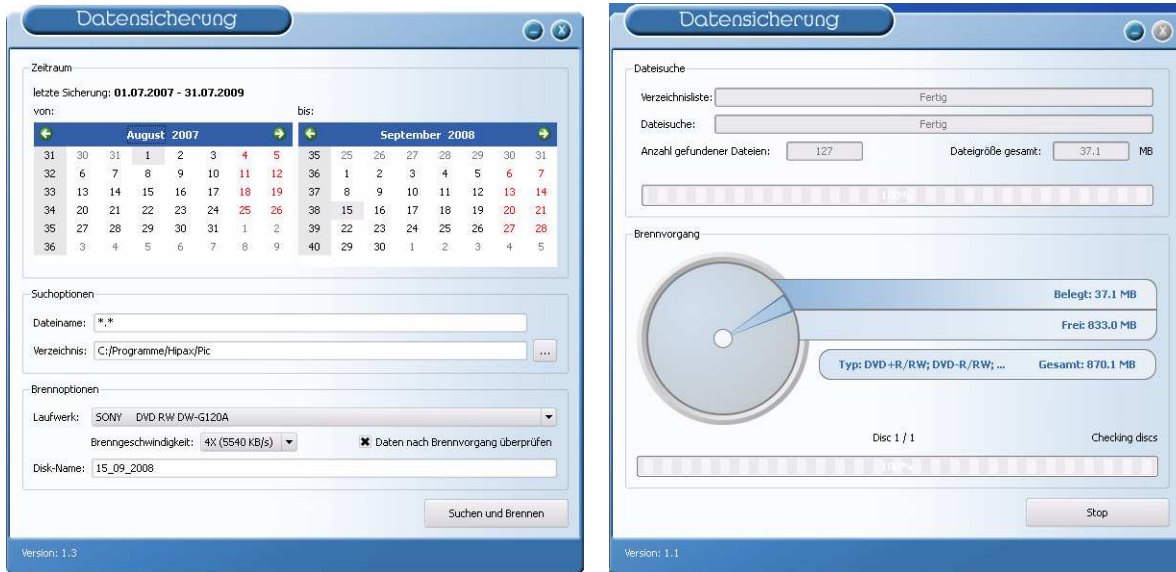 Datensicherung
Zeitraum
letzte Sicherung: 01.07.2007 - 31.07.2009
von: bis:
August 2007 September 2008
31 30 31 1 2 3 4 5 35 25 26 27 28 29 30 31
32 6 7 8 9 10 11 12 36 1 2 3 4 5 6 7
33 13 14 15 16 17 18 19 37 8 9 10 11 12 13 14
34 20 21 22 23 24 25 26 38 15 16 17 18 19 20 21
35 27 28 29 30 31 1 2 39 22 23 24 25 26 27 28
36 3 4 5 6 7 8 9 40 29 30 1 2 3 4 5
Suchoptionen
Dateiname: *.*
Verzeichnis: C:/Programme/Hipax/Pic ...
Brennoptionen
Laufwerk: SONY DVD RW DW-G120A
Brenngeschwindigkeit: 4X (5540 KB/s) Daten nach Brennvorgang überprüfen
Disk-Name: 15_09_2008
Suchen und Brennen
Version: 1.3
Datensicherung
Dateisuche
Verzeichnisliste: Fertig
Dateisuche: Fertig
Anzahl gefundener Dateien: 127 Dateigröße gesamt: 37.1 MB
100%
Brennvorgang
Belegt: 37.1 MB
Frei: 833.0 MB
Typ: DVD+R/RW; DVD-R/RW; ... Gesamt: 870.1 MB
Disc 1 / 1 Checking discs
100%
Stop
Version: 1.1